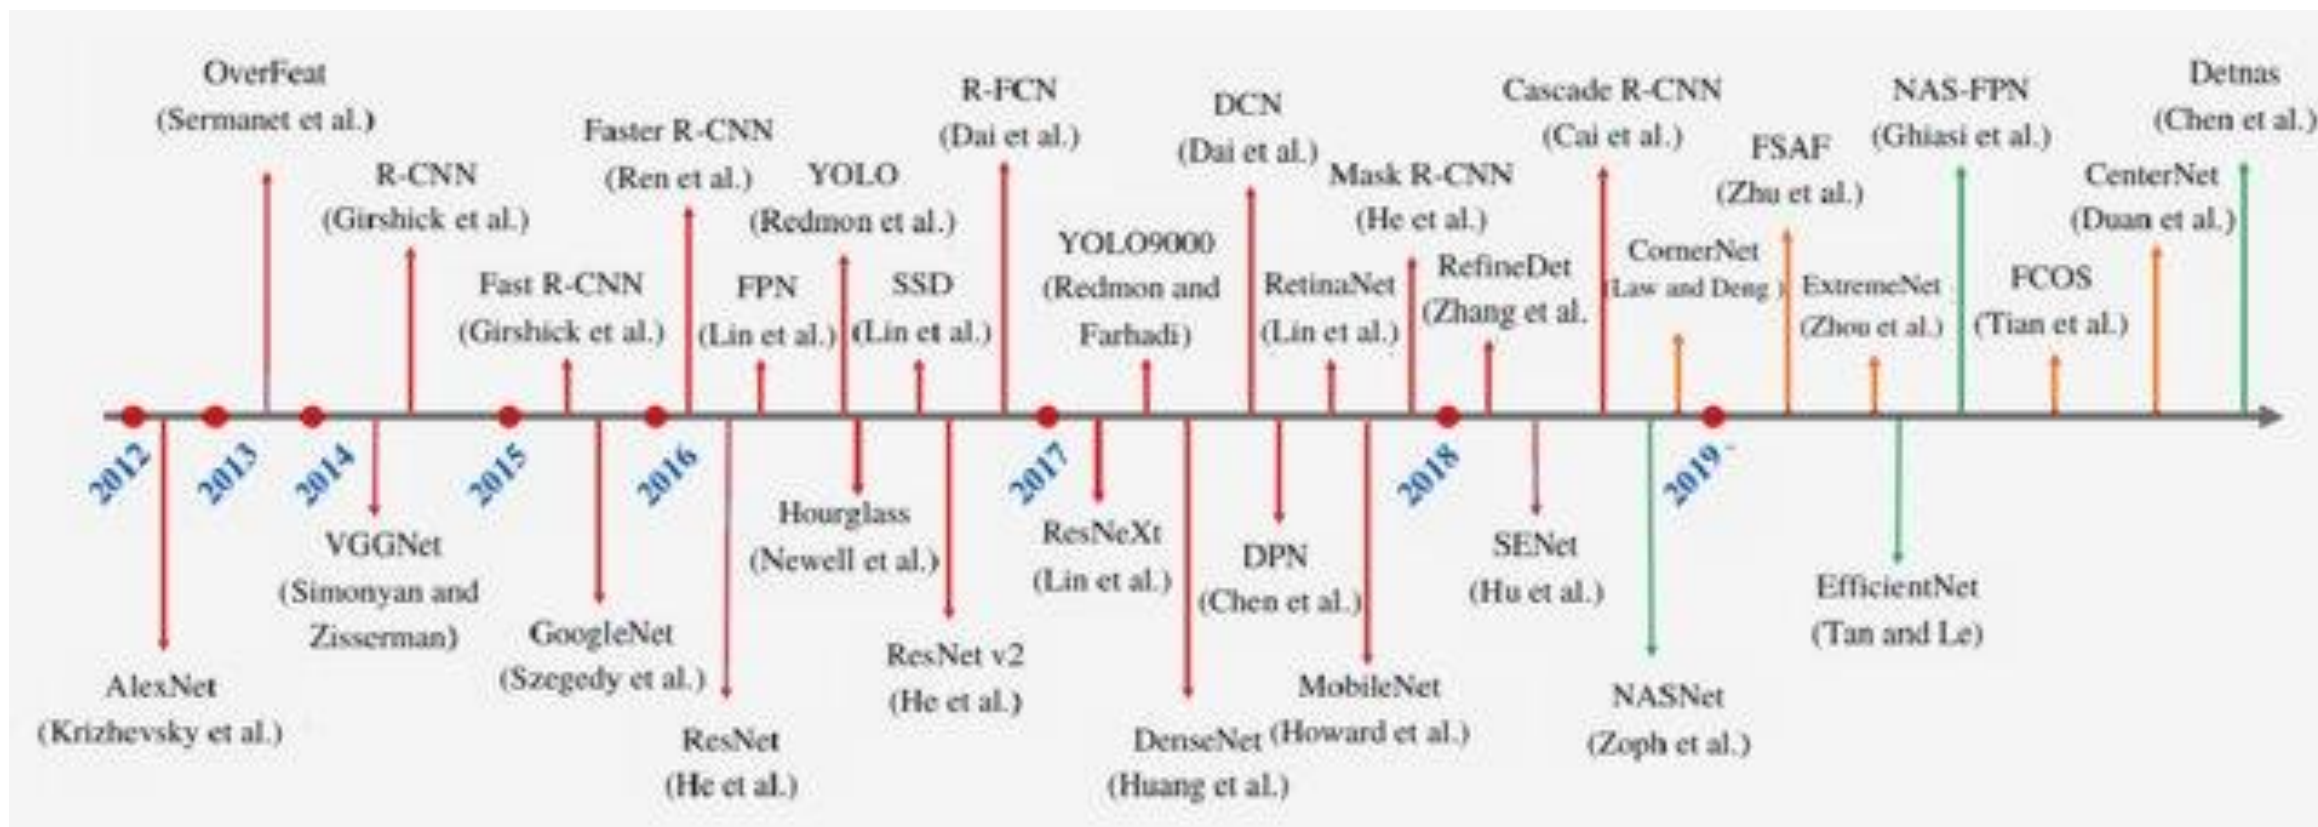 OverFeat
(Sermanet et al.)
R-CNN
(Girshick et al.)
Fast R-CNN
(Girshick et al.)
Faster R-CNN
(Ren et al.)
FPN
(Lin et al.)
YOLO
(Redmon et al.)
SSD
(Lin et al.)
R-FCN
(Dai et al.)
YOLO9000
(Redmon and
Farhadi)
DCN
(Dai et al.)
RetinaNet
(Lin et al.)
Mask R-CNN
(He et al.)
RefineDet
(Zhang et al.
Cascade R-CNN
(Cai et al.)
CornerNet
(Law and Deng )
FSAF
(Zhu et al.)
ExtremeNet
(Zhou et al.)
NAS-FPN
(Ghiasi et al.)
FCOS
(Tian et al.)
CenterNet
(Duan et al.)
Detnas
(Chen et al.)
2012
2013
2014
2015
2016
2017
2018
2019
AlexNet
(Krizhevsky et al.)
VGGNet
(Simonyan and
Zisserman)
GoogleNet
(Szegedy et al.)
ResNet
(He et al.)
Hourglass
(Newell et al.)
ResNet v2
(He et al.)
ResNeXt
(Lin et al.)
DenseNet
(Huang et al.)
DPN
(Chen et al.)
MobileNet
(Howard et al.)
SENet
(Hu et al.)
NASNet
(Zoph et al.)
EfficientNet
(Tan and Le)